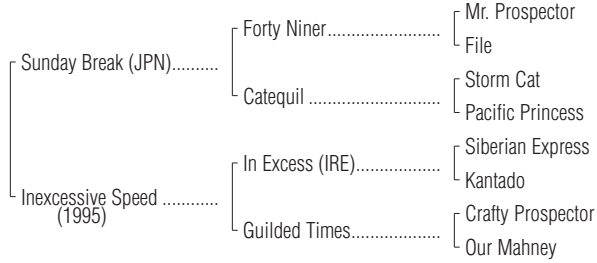 Mr. Prospector
Forty Niner..........................
File
Sunday Break (JPN)..........
Storm Cat
Catequil ..............................
Pacific Princess
Siberian Express
In Excess (IRE)....................
Kantado
Inexcessive Speed ............
(1995)
Crafty Prospector
Guilded Times.....................
Our Mahney